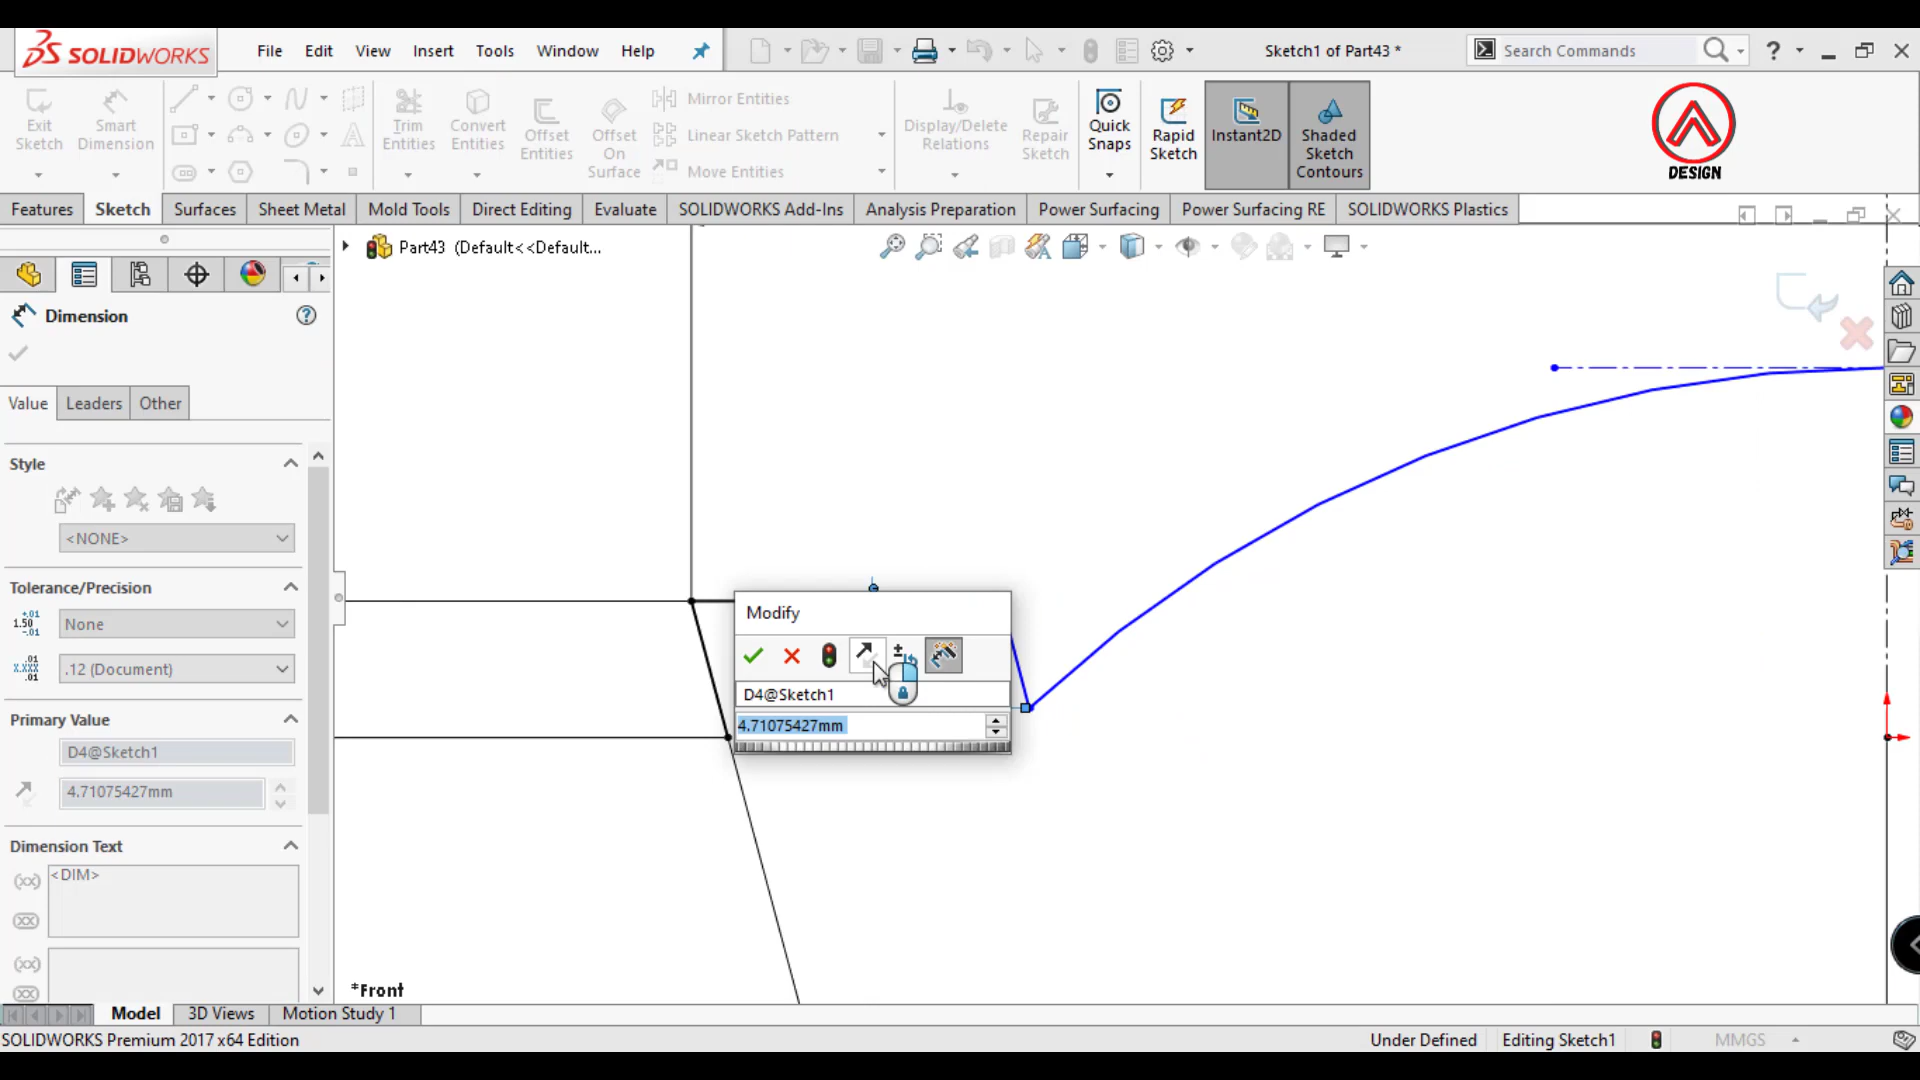 SOLIDWORKS File Edit View Insert Tools Window Help Sketch1 of Part43 * Search Commands ?
Exit Sketch
Smart Dimension
Trim Entities
Convert Entities
Offset Entities
Offset On Surface
Mirror Entities
Linear Sketch Pattern
Move Entities
Display/Delete Relations
Repair Sketch
Quick Snaps
Rapid Sketch
Instant2D
Shaded Sketch Contours
DESIGN
Features Sketch Surfaces Sheet Metal Mold Tools Direct Editing Evaluate SOLIDWORKS Add-Ins Analysis Preparation Power Surfacing Power Surfacing RE SOLIDWORKS Plastics
Part43 (Default<<Default...
Dimension
Value Leaders Other
Style
<NONE>
Tolerance/Precision
None
.12 (Document)
Primary Value
D4@Sketch1
4.71075427mm
Dimension Text
<DIM>
Modify
D4@Sketch1
4.71075427mm
*Front
Model 3D Views Motion Study 1
SOLIDWORKS Premium 2017 x64 Edition Under Defined Editing Sketch1 MMGS